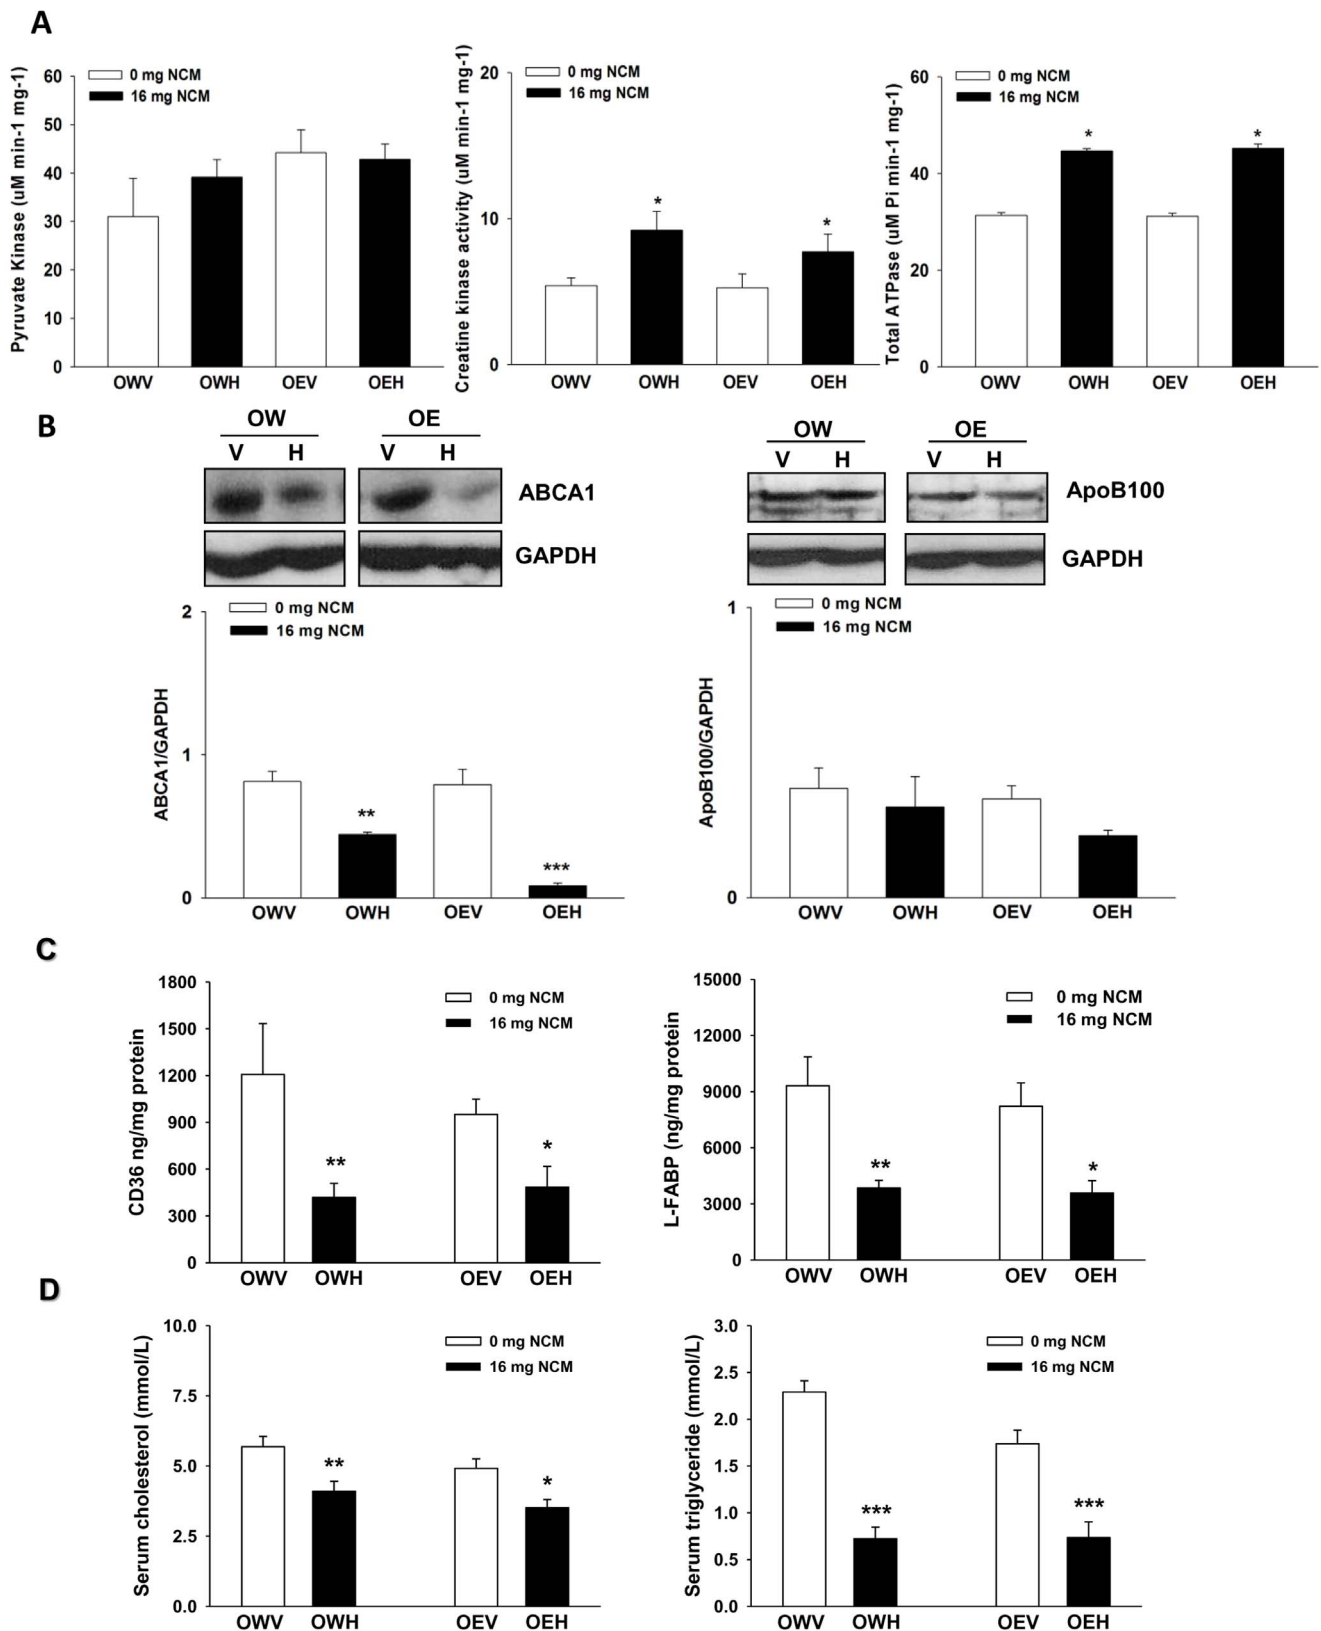 A
Pyruvate Kinase (uM min-1 mg-1)
0 mg NCM
16 mg NCM
60
50
40
30
20
10
0
OWV OWH OEV OEH
Creatine kinase activity (uM min-1 mg-1)
0 mg NCM
16 mg NCM
20
10
0
*
*
OWV OWH OEV OEH
Total ATPase (uM Pi min-1 mg-1)
0 mg NCM
16 mg NCM
60
40
20
0
*
*
OWV OWH OEV OEH
B
OW OE
V H V H
ABCA1
GAPDH
ABCA1/GAPDH
0 mg NCM
16 mg NCM
2
1
0
**
***
OWV OWH OEV OEH
OW OE
V H V H
ApoB100
GAPDH
ApoB100/GAPDH
0 mg NCM
16 mg NCM
1
0
OWV OWH OEV OEH
C
CD36 ng/mg protein
0 mg NCM
16 mg NCM
1800
1500
1200
900
600
300
0
**
*
OWV OWH OEV OEH
L-FABP (ng/mg protein
0 mg NCM
16 mg NCM
15000
12000
9000
6000
3000
0
**
*
OWV OWH OEV OEH
D
Serum cholesterol (mmol/L)
0 mg NCM
16 mg NCM
10.0
7.5
5.0
2.5
0.0
**
*
OWV OWH OEV OEH
Serum triglyceride (mmol/L)
0 mg NCM
16 mg NCM
3.0
2.5
2.0
1.5
1.0
0.5
0.0
***
***
OWV OWH OEV OEH